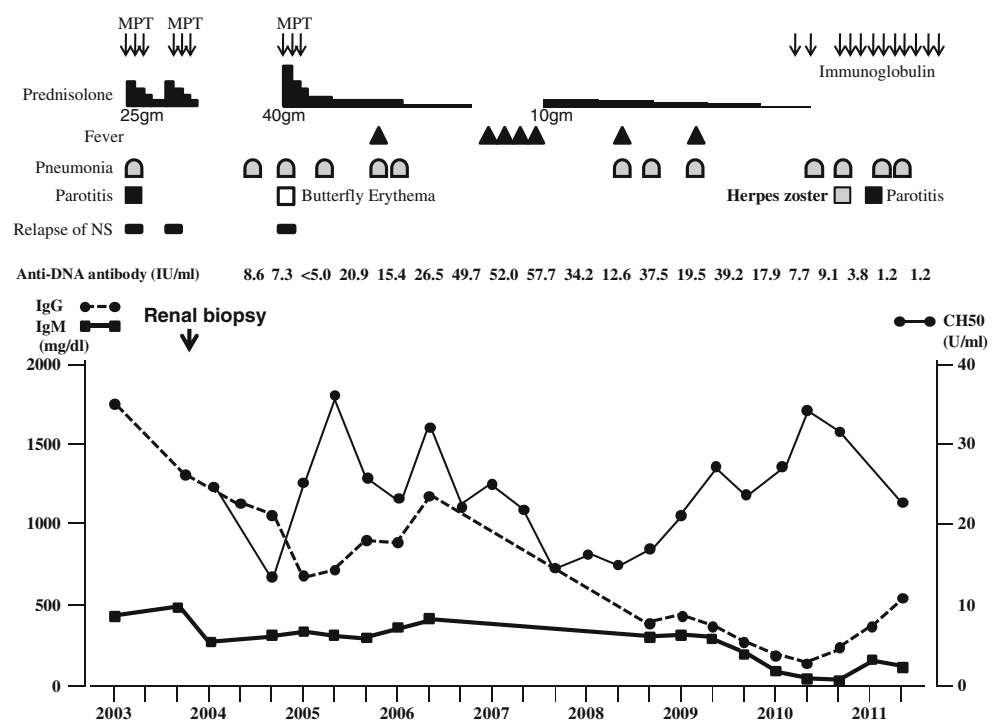 MPT MPT MPT
Immunoglobulin
Prednisolone
25gm 40gm 10gm
Fever
Pneumonia
Parotitis Butterfly Erythema Herpes zoster Parotitis
Relapse of NS
Anti-DNA antibody (IU/ml) 8.6 7.3 <5.0 20.9 15.4 26.5 49.7 52.0 57.7 34.2 12.6 37.5 19.5 39.2 17.9 7.7 9.1 3.8 1.2 1.2
IgG
Renal biopsy
IgM
(mg/dl)
CH50
(U/ml)
2000 40
1500 30
1000 20
500 10
0 0
2003 2004 2005 2006 2007 2008 2009 2010 2011